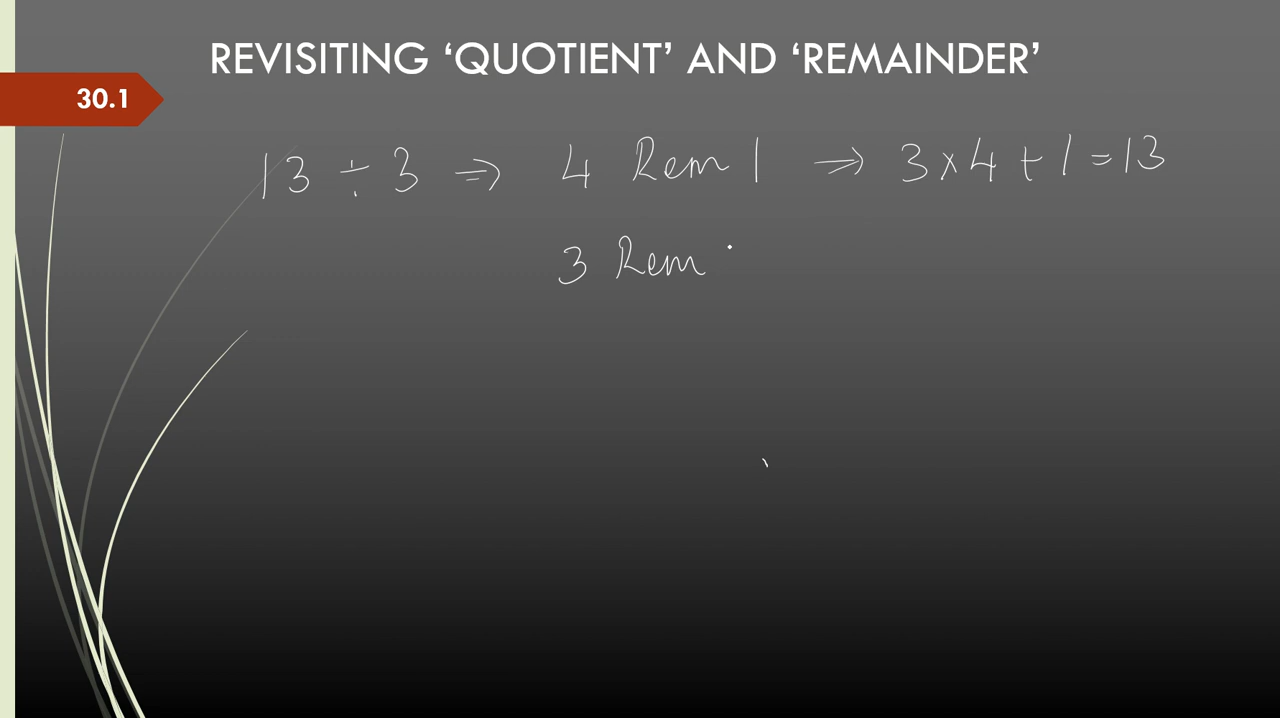 REVISITING ‘QUOTIENT’ AND ‘REMAINDER’
30.1
13 ÷ 3 ⇒ 4 Rem 1 ⇒ 3 × 4 + 1 = 13
3 Rem